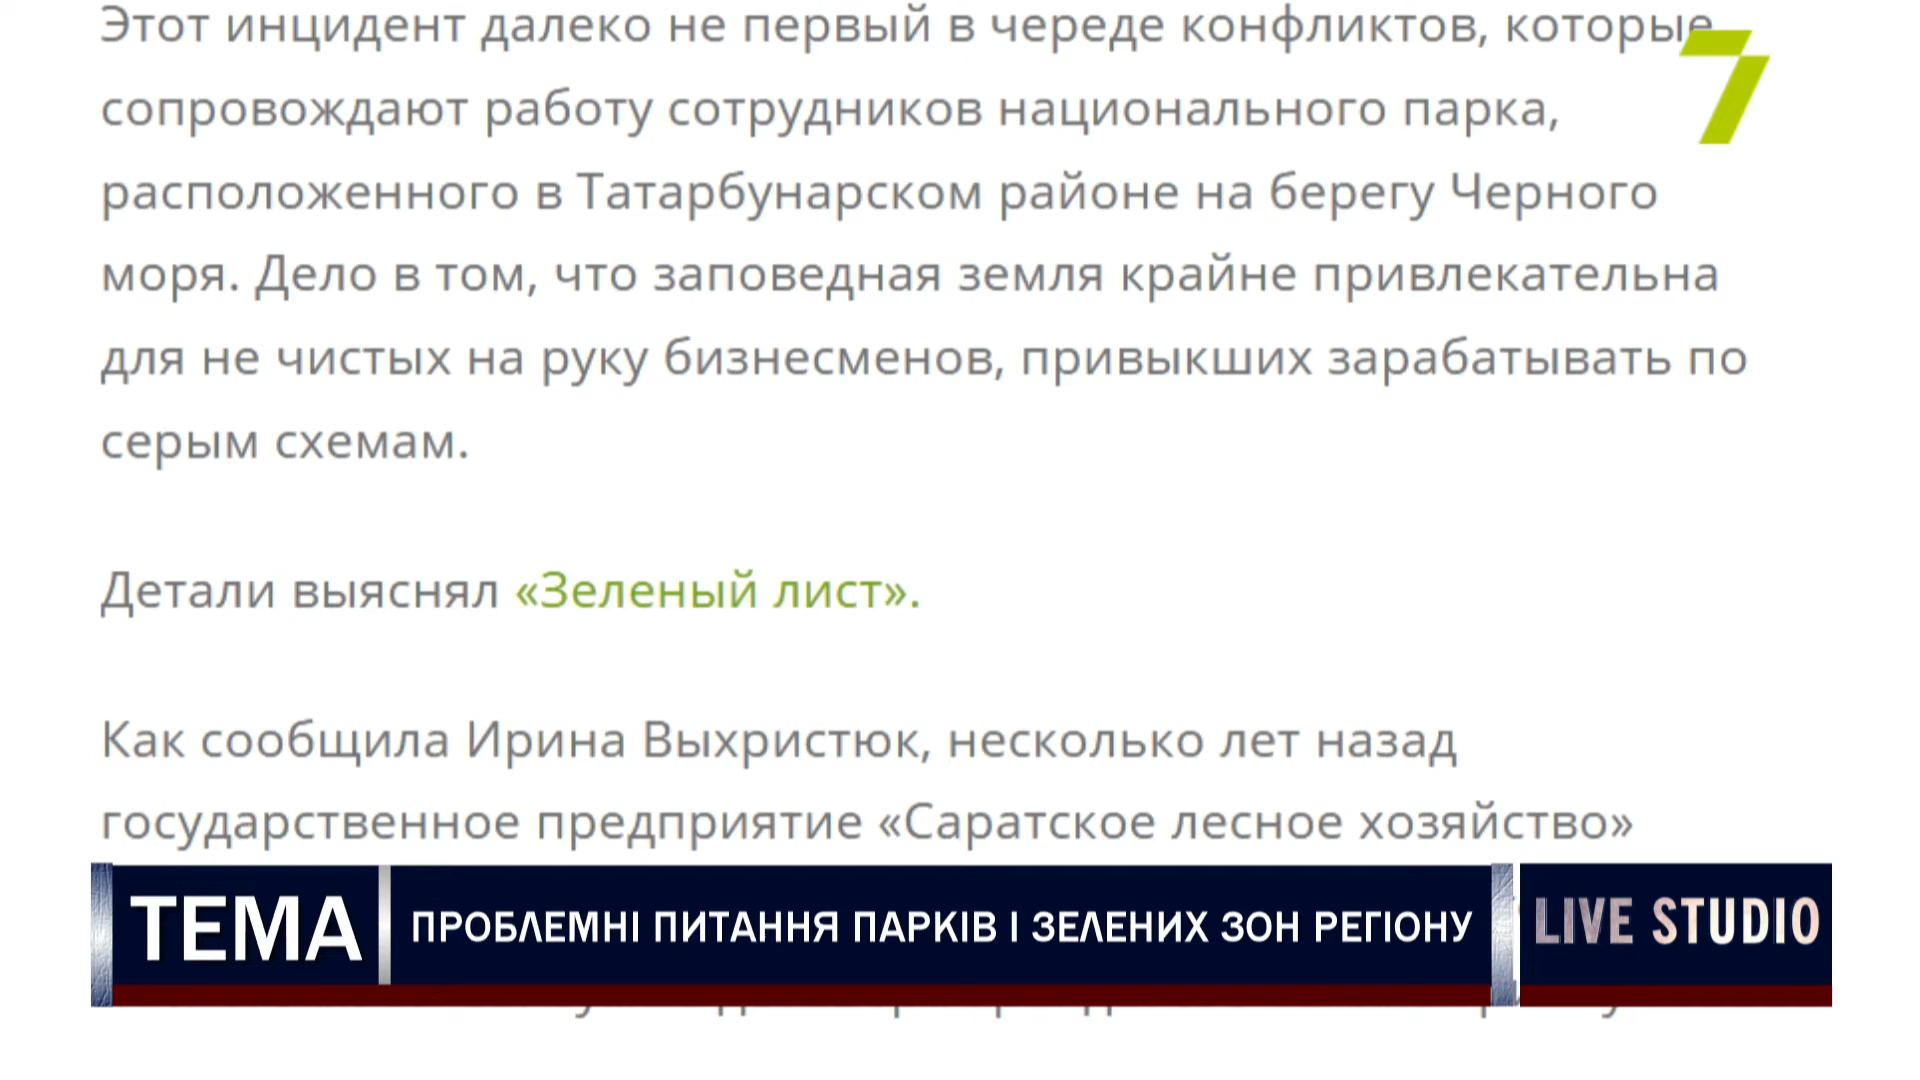 Этот инцидент далеко не первый в череде конфликтов, которые
7
сопровождают работу сотрудников национального парка,
расположенного в Татарбунарском районе на берегу Черного
моря. Дело в том, что заповедная земля крайне привлекательна
для не чистых на руку бизнесменов, привыкших зарабатывать по
серым схемам.
Детали выяснял «Зеленый лист».
Как сообщила Ирина Выхристюк, несколько лет назад
государственное предприятие «Саратское лесное хозяйство»
ТЕМА ПРОБЛЕМНІ ПИТАННЯ ПАРКІВ І ЗЕЛЕНИХ ЗОН РЕГІОНУ LIVE STUDIO